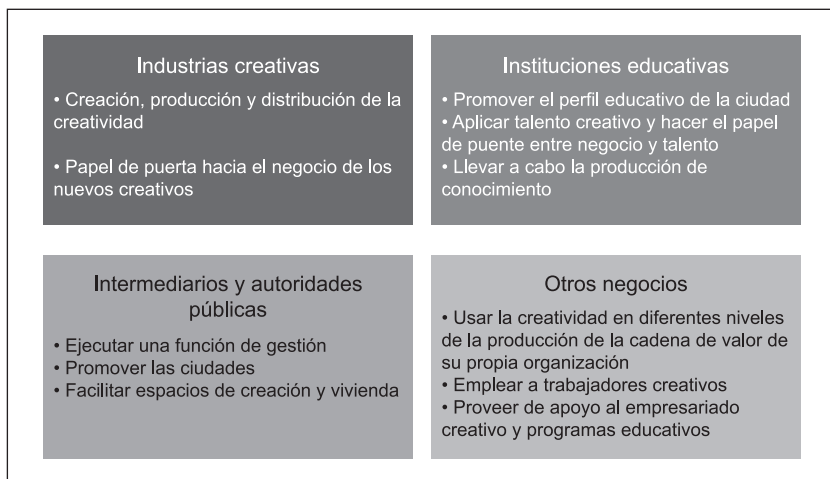 Industrias creativas
• Creación, producción y distribución de la
creatividad
• Papel de puerta hacia el negocio de los
nuevos creativos
Instituciones educativas
• Promover el perfil educativo de la ciudad
• Aplicar talento creativo y hacer el papel
de puente entre negocio y talento
• Llevar a cabo la producción de
conocimiento
Intermediarios y autoridades
públicas
• Ejecutar una función de gestión
• Promover las ciudades
• Facilitar espacios de creación y vivienda
Otros negocios
• Usar la creatividad en diferentes niveles
de la producción de la cadena de valor de
su propia organización
• Emplear a trabajadores creativos
• Proveer de apoyo al empresariado
creativo y programas educativos